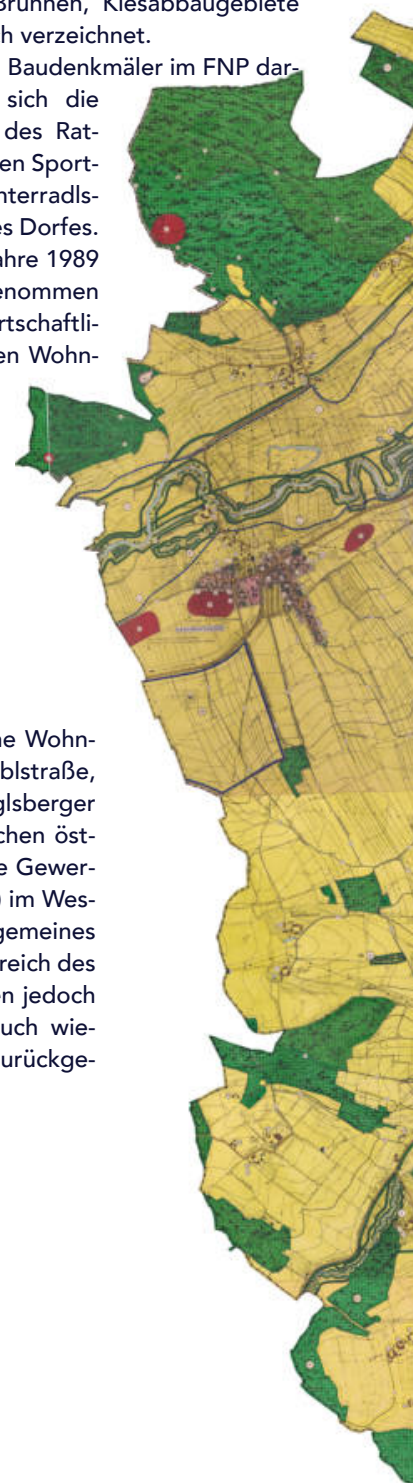 Brunnen, Kiesabbaugebiete
h verzeichnet.
Baudenkmäler im FNP dar-
sich die
des Rat-
en Sport-
nterradls-
es Dorfes.
ahre 1989
enommen
rtschaftli-
en Wohn-
ne Wohn-
blstraße,
glsberger
chen öst-
e Gewer-
) im Wes-
gemeines
reich des
en jedoch
uch wie-
urückge-